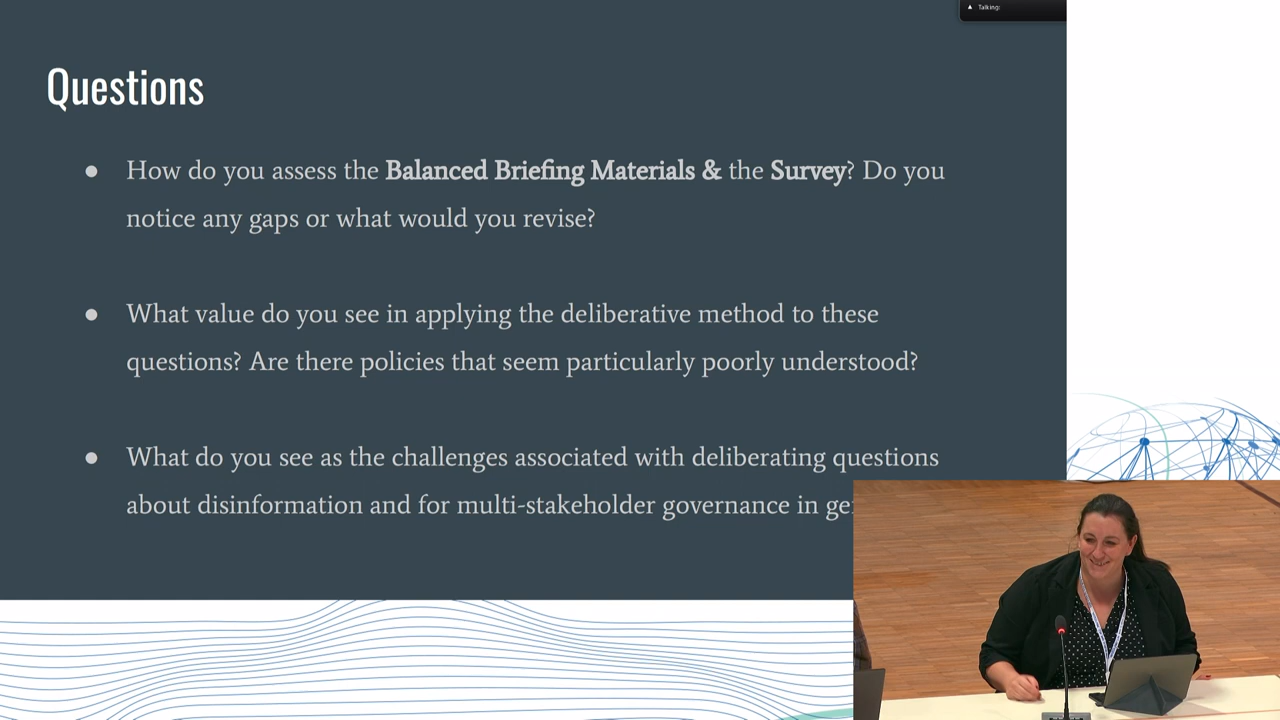 Talking:
Questions
● How do you assess the Balanced Briefing Materials & the Survey? Do you
notice any gaps or what would you revise?
● What value do you see in applying the deliberative method to these
questions? Are there policies that seem particularly poorly understood?
● What do you see as the challenges associated with deliberating questions
about disinformation and for multi-stakeholder governance in ge